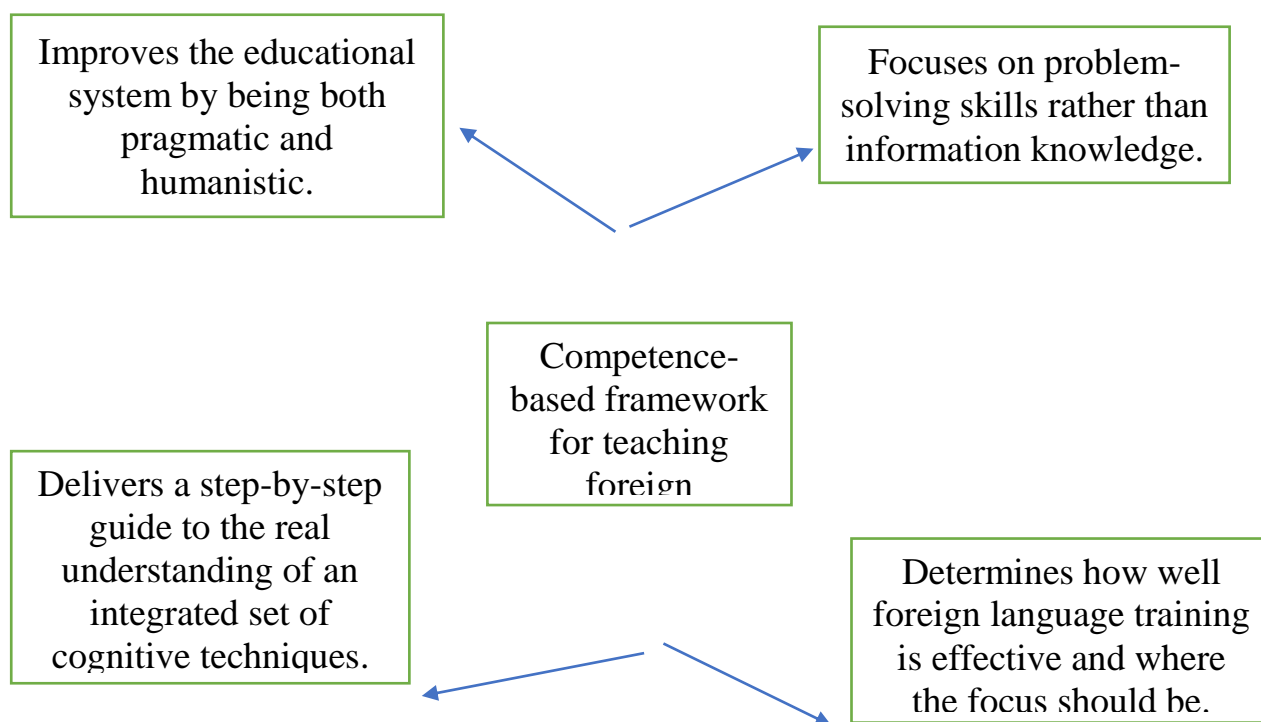 Improves the educational
system by being both
pragmatic and
humanistic.
Focuses on problem-
solving skills rather than
information knowledge.
Competence-
based framework
for teaching
foreign
Delivers a step-by-step
guide to the real
understanding of an
integrated set of
cognitive techniques.
Determines how well
foreign language training
is effective and where
the focus should be.